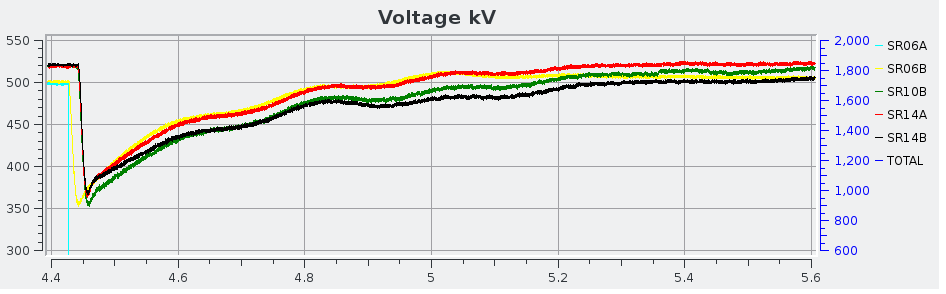 Voltage kV
550 2,000
500 1,800
1,600
450 1,400
400 1,200
1,000
350 800
300 600
4.4 4.6 4.8 5 5.2 5.4 5.6
SR06A
SR06B
SR10B
SR14A
SR14B
TOTAL